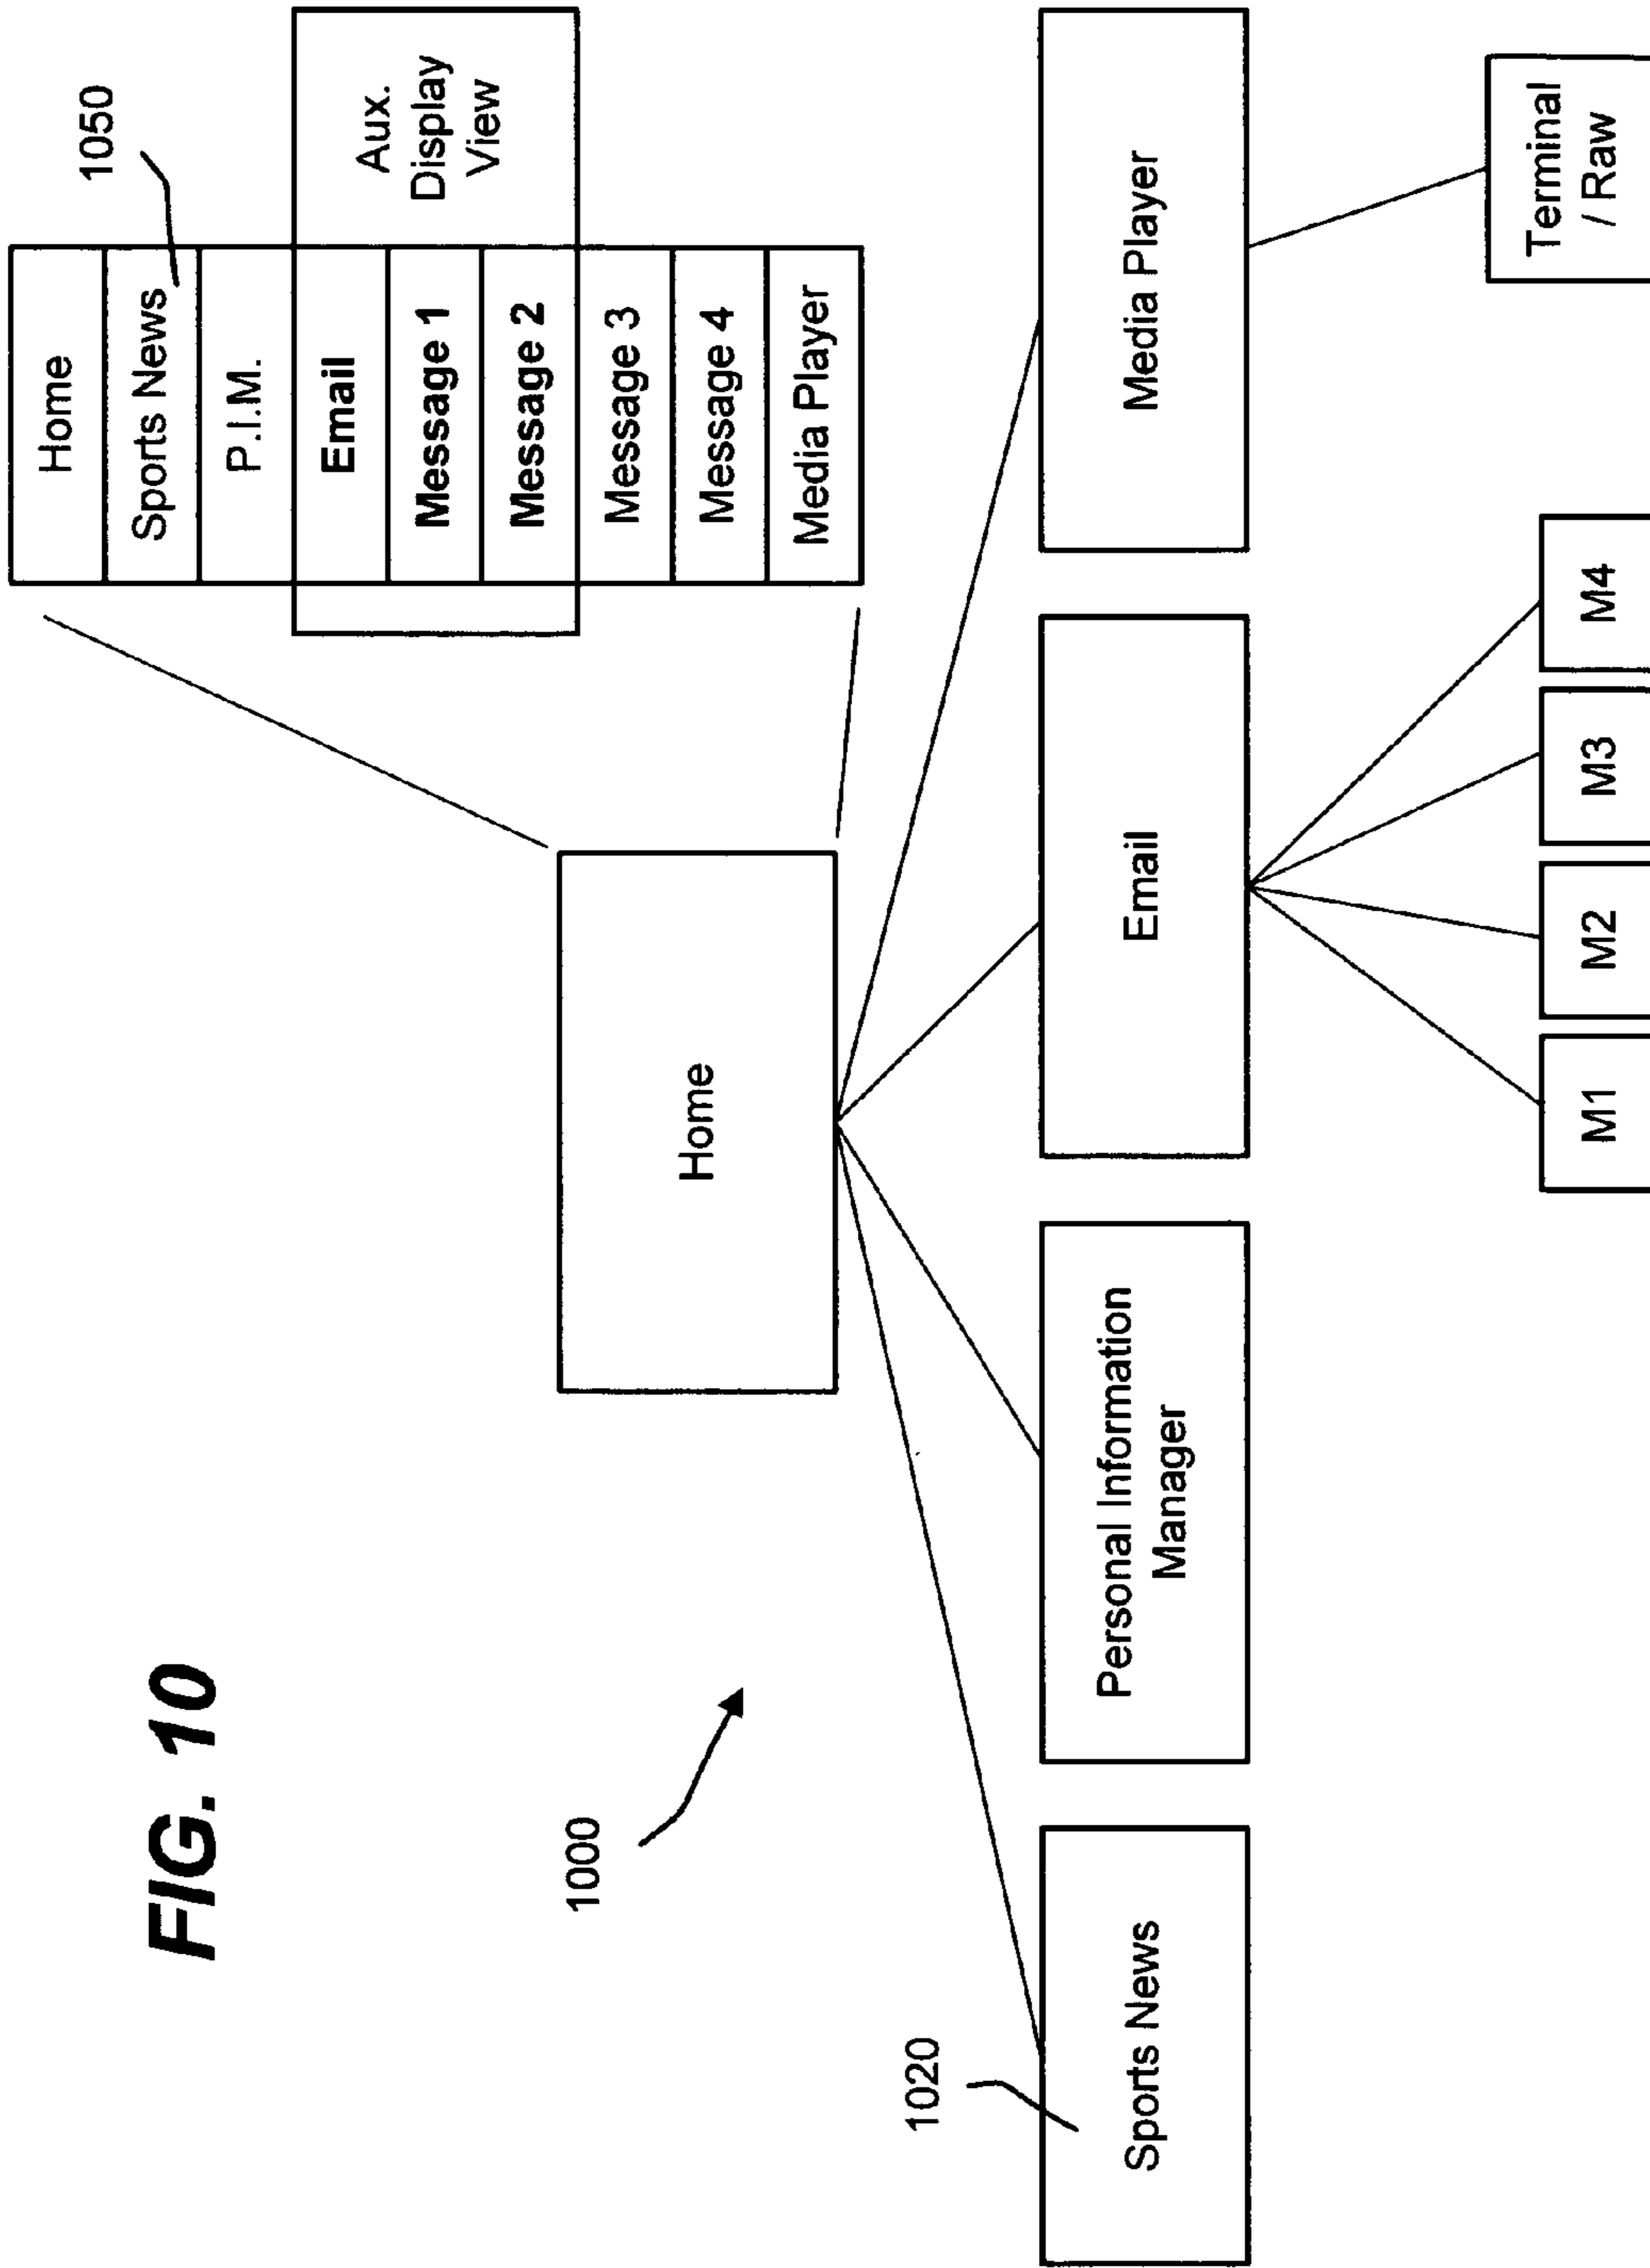 FIG. 10
1050
Home
Sports News
P.I.M.
Email
Message 1
Message 2
Message 3
Message 4
Media Player
Aux.
Display
View
1000
Home
1020
Sports News
Personal Information
Manager
Email
Media Player
M1
M2
M3
M4
Terminal
/ Raw